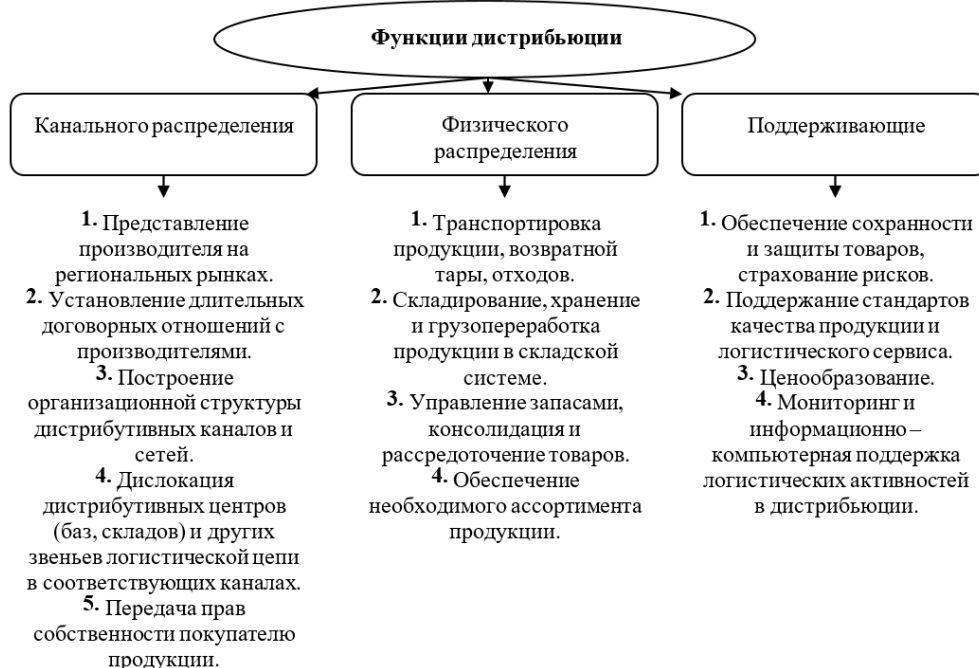 Функции дистрибьюции
Канального распределения
Физического
распределения
Поддерживающие
1. Представление
производителя на
региональных рынках.
2. Установление длительных
договорных отношений с
производителями.
3. Построение
организационной структуры
дистрибутивных каналов и
сетей.
4. Дислокация
дистрибутивных центров
(баз, складов) и других
звеньев логистической цепи
в соответствующих каналах.
5. Передача прав
собственности покупателю
продукции.
1. Транспортировка
продукции, возвратной
тары, отходов.
2. Складирование, хранение
и грузопереработка
продукции в складской
системе.
3. Управление запасами,
консолидация и
рассредоточение товаров.
4. Обеспечение
необходимого ассортимента
продукции.
1. Обеспечение сохранности
и защиты товаров,
страхование рисков.
2. Поддержание стандартов
качества продукции и
логистического сервиса.
3. Ценообразование.
4. Мониторинг и
информационно –
компьютерная поддержка
логистических активностей
в дистрибьюции.